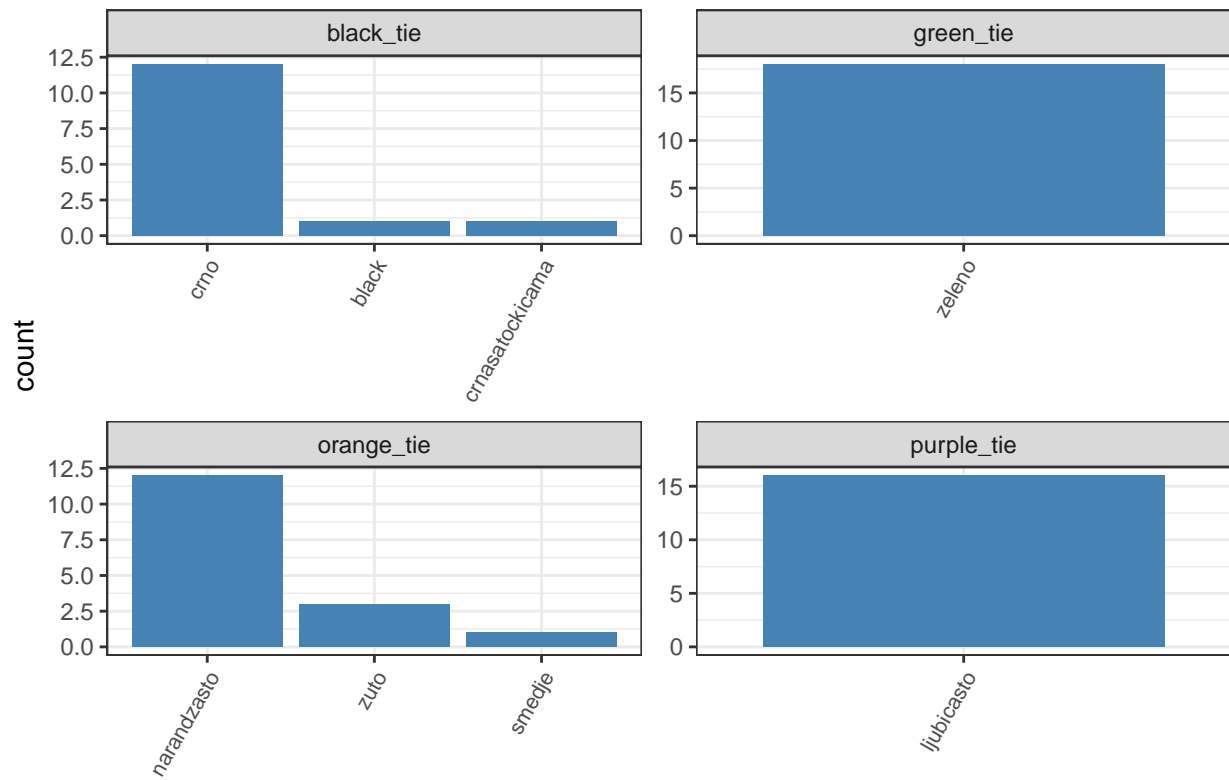 black_tie
green_tie
12.5
10.0
7.5
5.0
2.5
0.0
15
10
5
0
crno
black
crnasatockicama
zeleno
count
orange_tie
purple_tie
12.5
10.0
7.5
5.0
2.5
0.0
15
10
5
0
narandzasto
zuto
smedje
ljubicasto